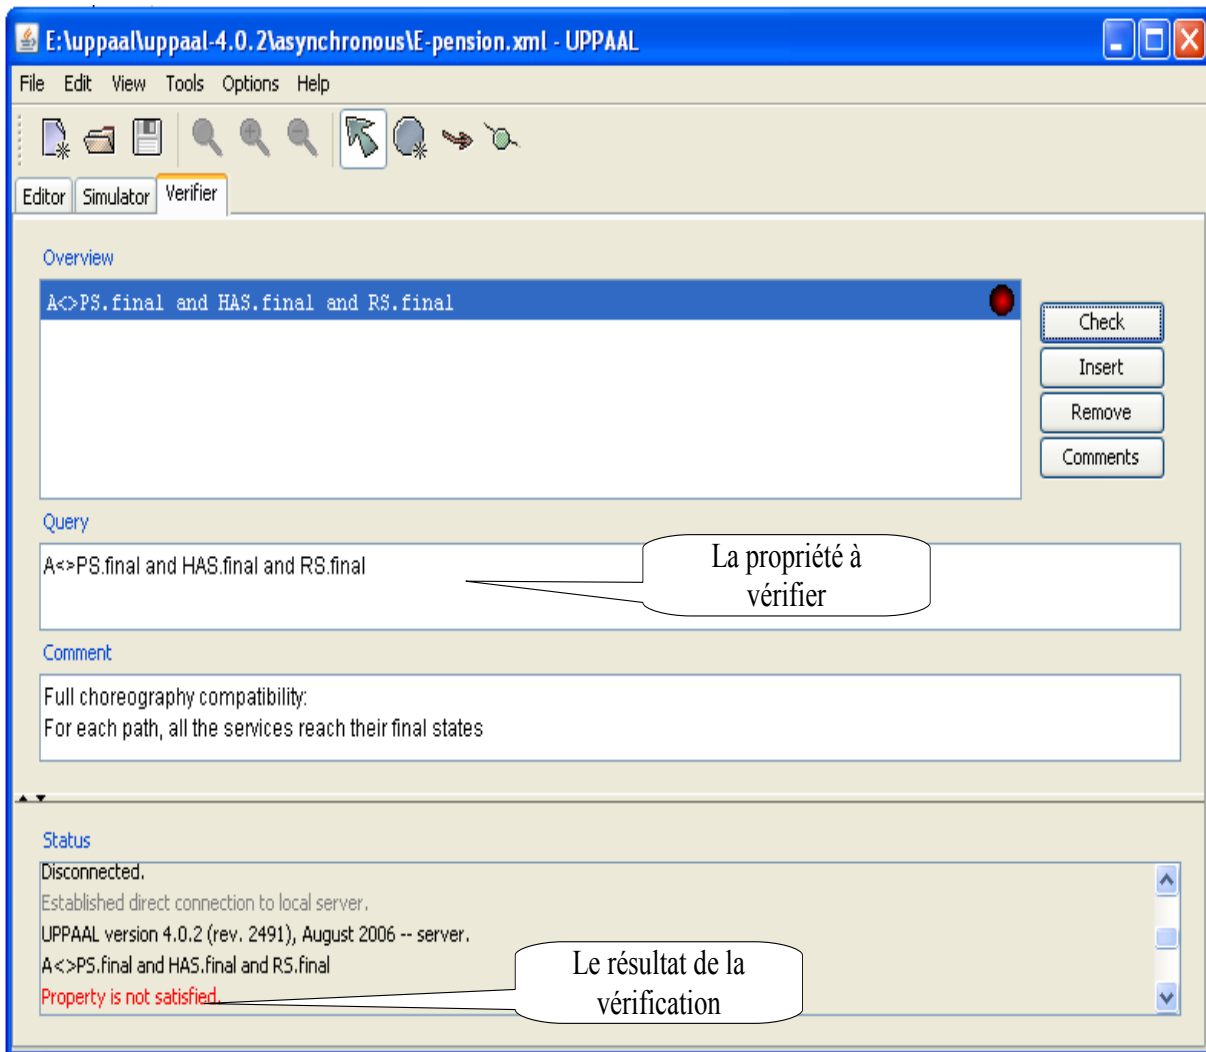 E:\uppaal\uppaal-4.0.2\asynchronous\E-pension.xml - UPPAAL
File Edit View Tools Options Help
Editor Simulator Verifier
Overview
A<>PS.final and HAS.final and RS.final
Check
Insert
Remove
Comments
Query
A<>PS.final and HAS.final and RS.final
La propriété à
vérifier
Comment
Full choreography compatibility:
For each path, all the services reach their final states
Status
Disconnected.
Established direct connection to local server.
UPPAAL version 4.0.2 (rev. 2491), August 2006 -- server.
A<>PS.final and HAS.final and RS.final
Property is not satisfied.
Le résultat de la
vérification